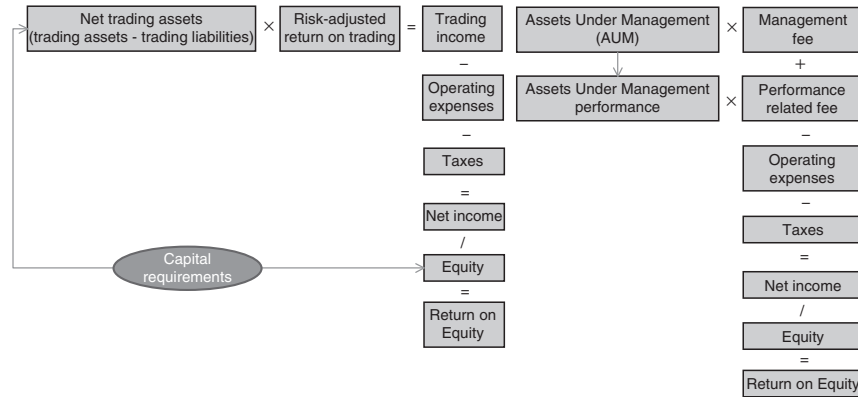 Net trading assets
(trading assets - trading liabilities)
×
Risk-adjusted
return on trading
=
Trading
income
–
Operating
expenses
–
Taxes
=
Net income
/
Equity
=
Return on
Equity
Capital
requirements
Assets Under Management
(AUM)
×
Management
fee
+
Assets Under Management
performance
×
Performance
related fee
–
Operating
expenses
–
Taxes
=
Net income
/
Equity
=
Return on Equity